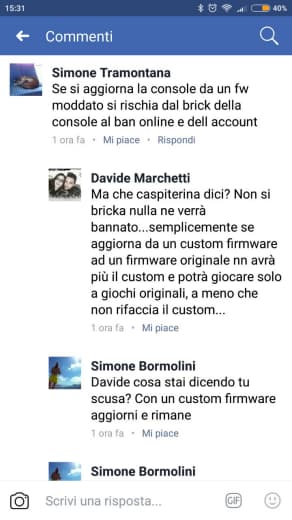 15:31
40%
Commenti
Simone Tramontana
Se si aggiorna la console da un fw
moddato si rischia dal brick della
console al ban online e dell account
1 ora fa • Mi piace • Rispondi
Davide Marchetti
Ma che caspiterina dici? Non si
bricka nulla ne verrà
bannato...semplicemente se
aggiorna da un custom firmware
ad un firmware originale nn avrà
più il custom e potrà giocare solo
a giochi originali, a meno che
non rifaccia il custom...
1 ora fa • Mi piace
Simone Bormolini
Davide cosa stai dicendo tu
scusa? Con un custom firmware
aggiorni e rimane
1 ora fa • Mi piace
Simone Bormolini
Scrivi una risposta...
GIF